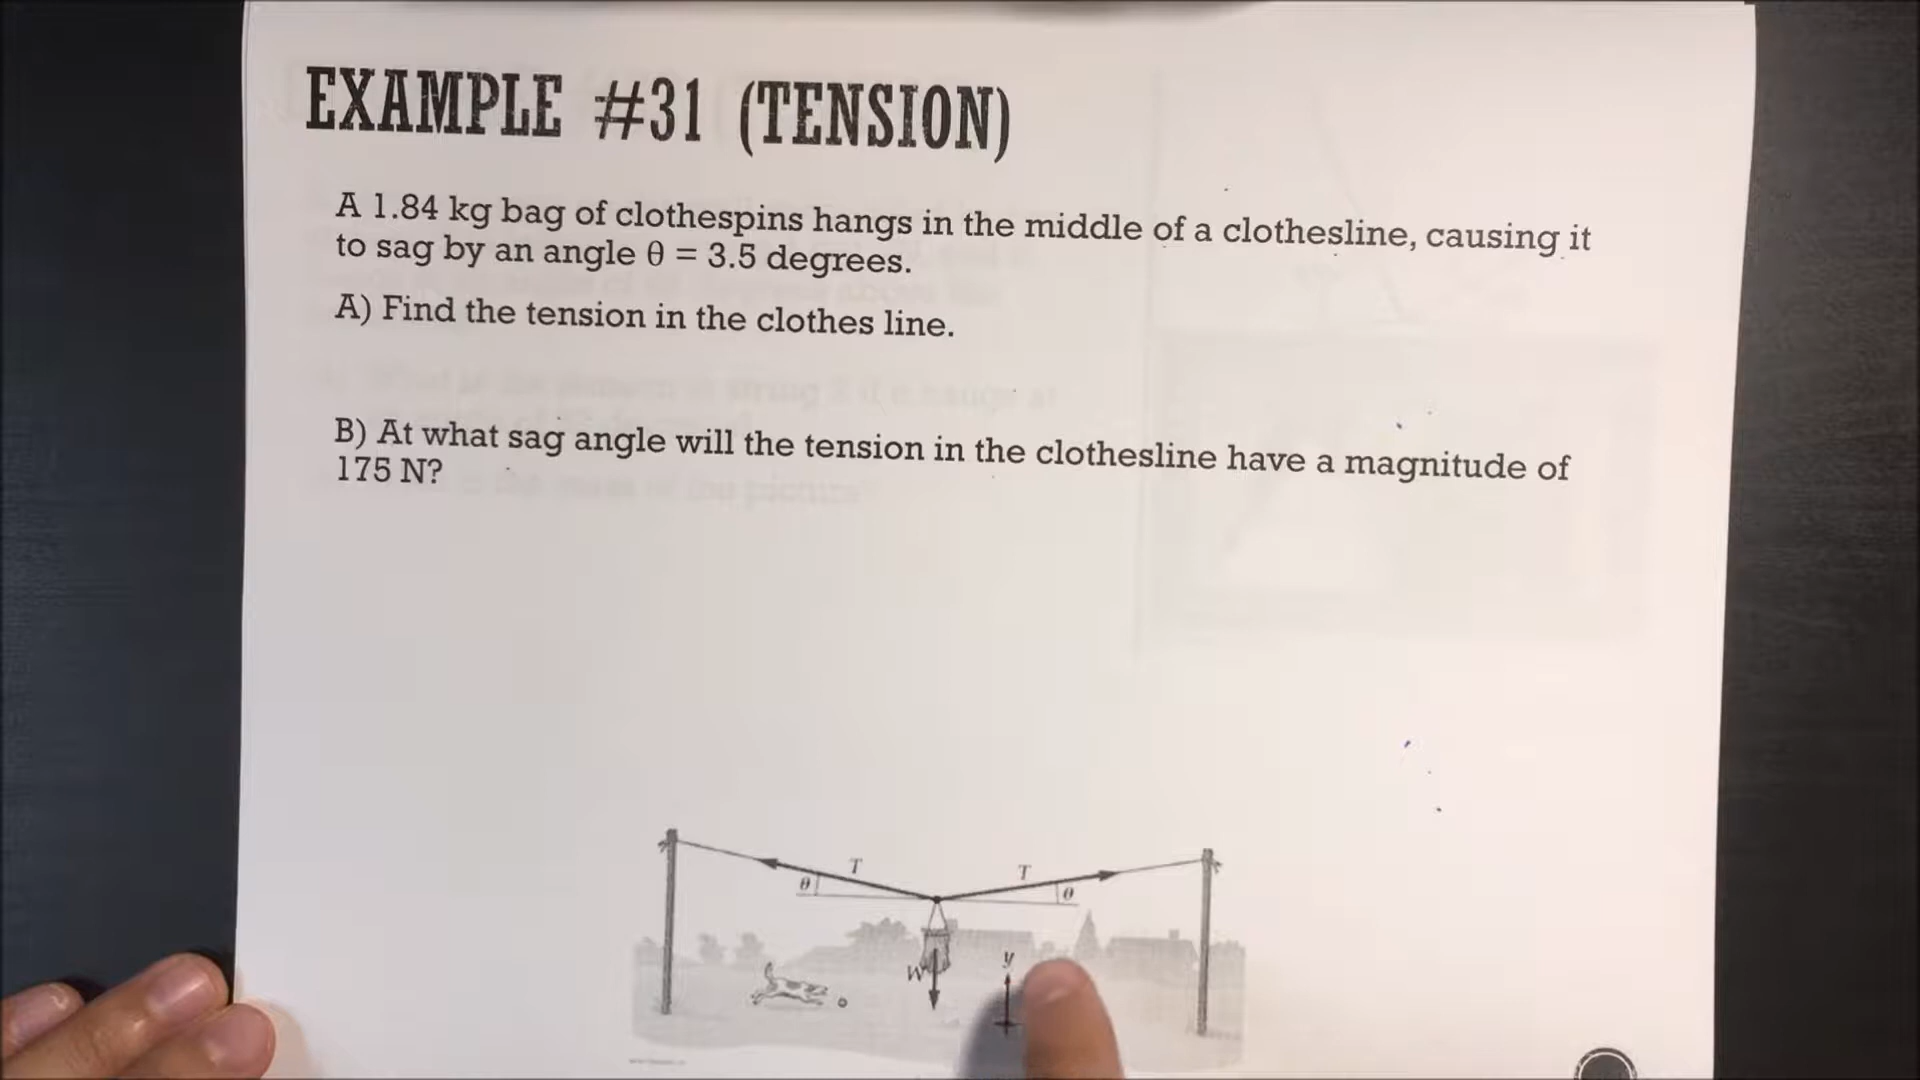 EXAMPLE #31 (TENSION)
A 1.84 kg bag of clothespins hangs in the middle of a clothesline, causing it
to sag by an angle θ = 3.5 degrees.
A) Find the tension in the clothes line.
B) At what sag angle will the tension in the clothesline have a magnitude of
175 N?
T
T
θ
θ
W
y